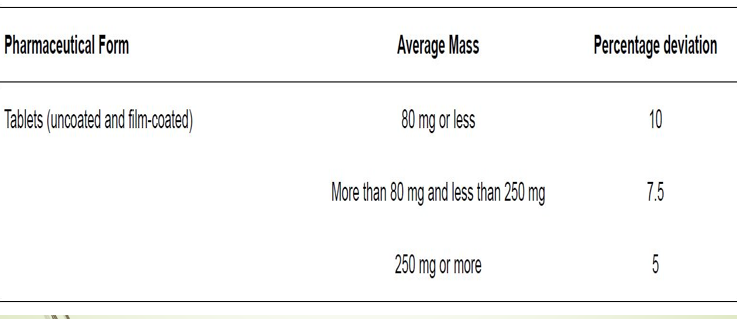 Pharmaceutical Form Average Mass Percentage deviation
Tablets (uncoated and film-coated) 80 mg or less 10
More than 80 mg and less than 250 mg 7.5
250 mg or more 5